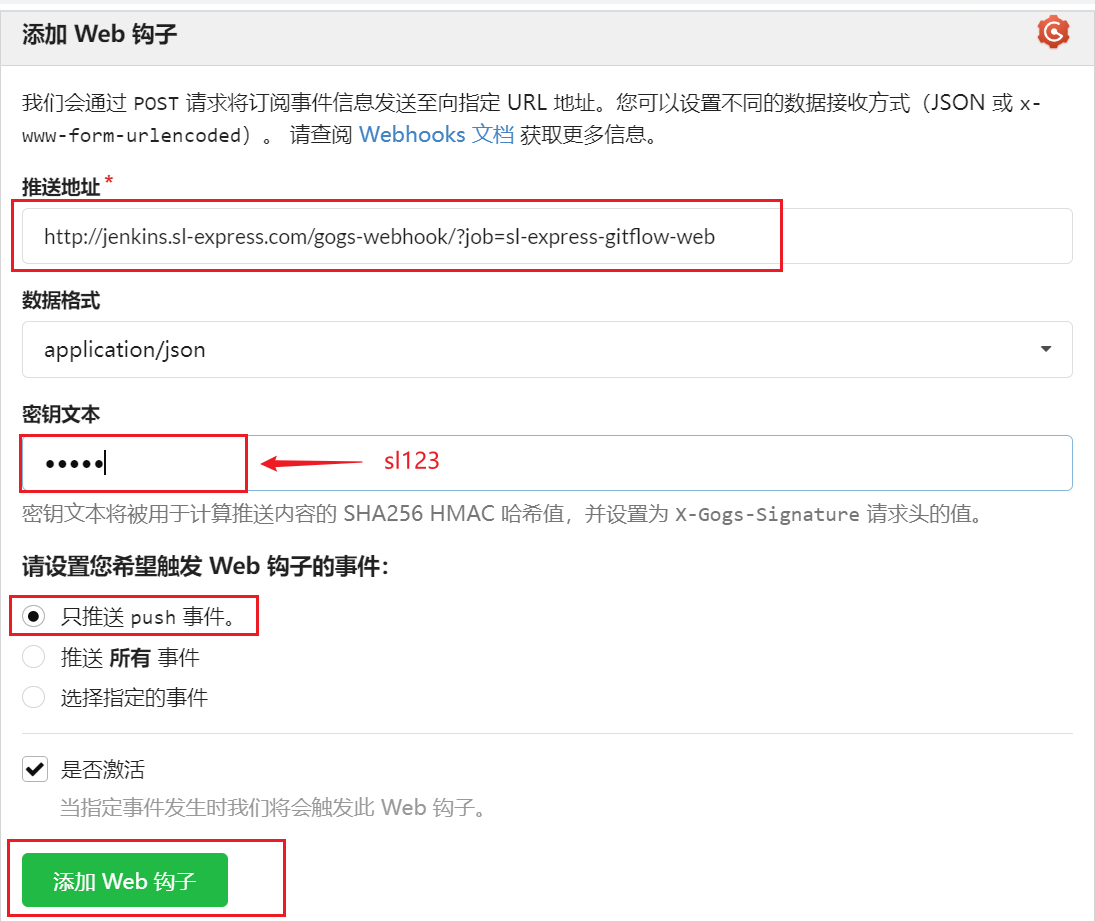 添加 Web 钩子
我们会通过 POST 请求将订阅事件信息发送至向指定 URL 地址。您可以设置不同的数据接收方式（JSON 或 x-
www-form-urlencoded）。 请查阅 Webhooks 文档 获取更多信息。
推送地址*
http://jenkins.sl-express.com/gogs-webhook/?job=sl-express-gitflow-web
数据格式
application/json
密钥文本
••••• sl123
密钥文本将被用于计算推送内容的 SHA256 HMAC 哈希值，并设置为 X-Gogs-Signature 请求头的值。
请设置您希望触发 Web 钩子的事件：
只推送 push 事件。
推送 所有 事件
选择指定的事件
是否激活
当指定事件发生时我们将会触发此 Web 钩子。
添加 Web 钩子